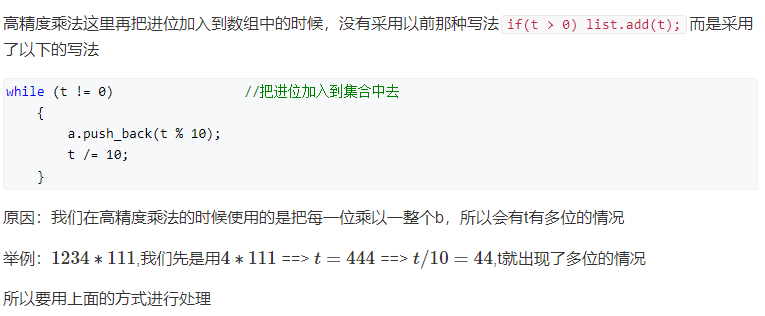 高精度乘法这里再把进位加入到数组中的时候，没有采用以前那种写法 if(t > 0) list.add(t); 而是采用
了以下的写法
while (t != 0)                 //把进位加入到集合中去
    {
        a.push_back(t % 10);
        t /= 10;
    }
原因：我们在高精度乘法的时候使用的是把每一位乘以一整个b，所以会有t有多位的情况
举例：1234 * 111,我们先是用4 * 111 ==> t = 444 ==> t/10 = 44,t就出现了多位的情况
所以要用上面的方式进行处理